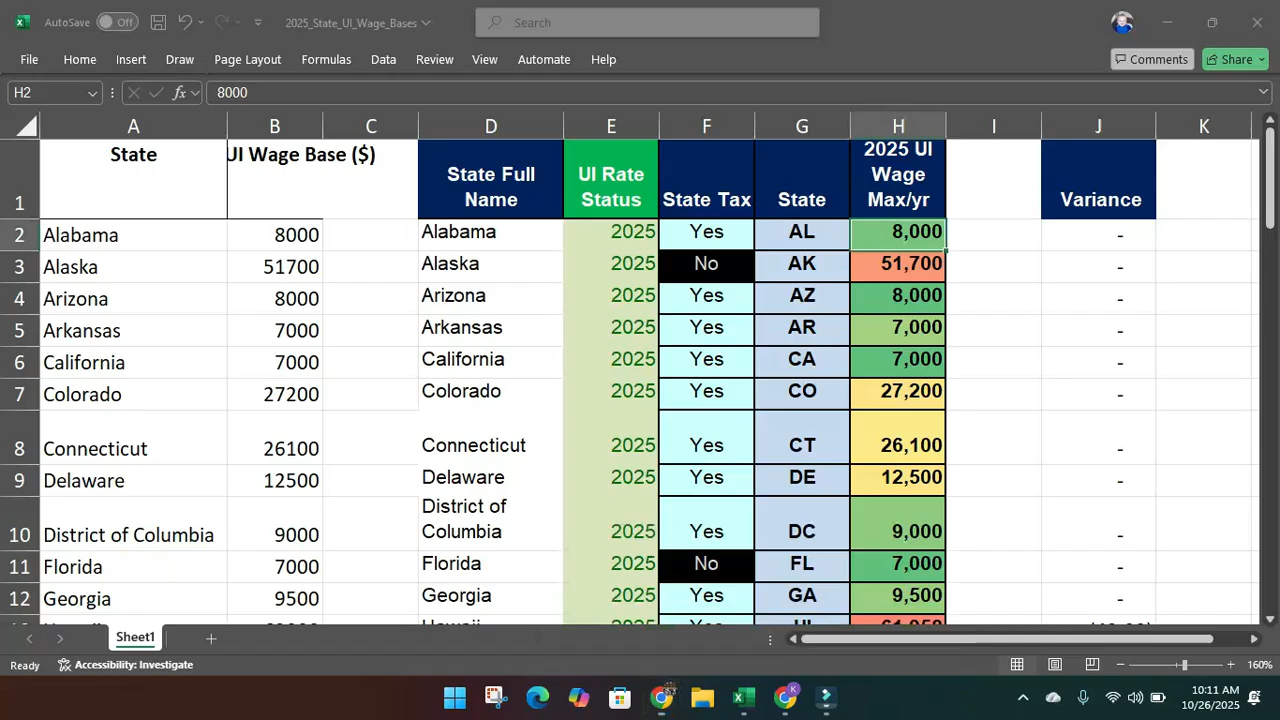 AutoSave Off 2025_State_UI_Wage_Bases Search
File Home Insert Draw Page Layout Formulas Data Review View Automate Help Comments Share
H2 fx 8000
A B C D E F G H I J K
1 State UI Wage Base ($) State Full Name UI Rate Status State Tax State 2025 UI Wage Max/yr Variance
2 Alabama 8000 Alabama 2025 Yes AL 8,000 -
3 Alaska 51700 Alaska 2025 No AK 51,700 -
4 Arizona 8000 Arizona 2025 Yes AZ 8,000 -
5 Arkansas 7000 Arkansas 2025 Yes AR 7,000 -
6 California 7000 California 2025 Yes CA 7,000 -
7 Colorado 27200 Colorado 2025 Yes CO 27,200 -
8 Connecticut 26100 Connecticut 2025 Yes CT 26,100 -
9 Delaware 12500 Delaware 2025 Yes DE 12,500 -
10 District of Columbia 9000 District of Columbia 2025 Yes DC 9,000 -
11 Florida 7000 Florida 2025 No FL 7,000 -
12 Georgia 9500 Georgia 2025 Yes GA 9,500 -
Sheet1
Ready Accessibility: Investigate 160%
10:11 AM
10/26/2025